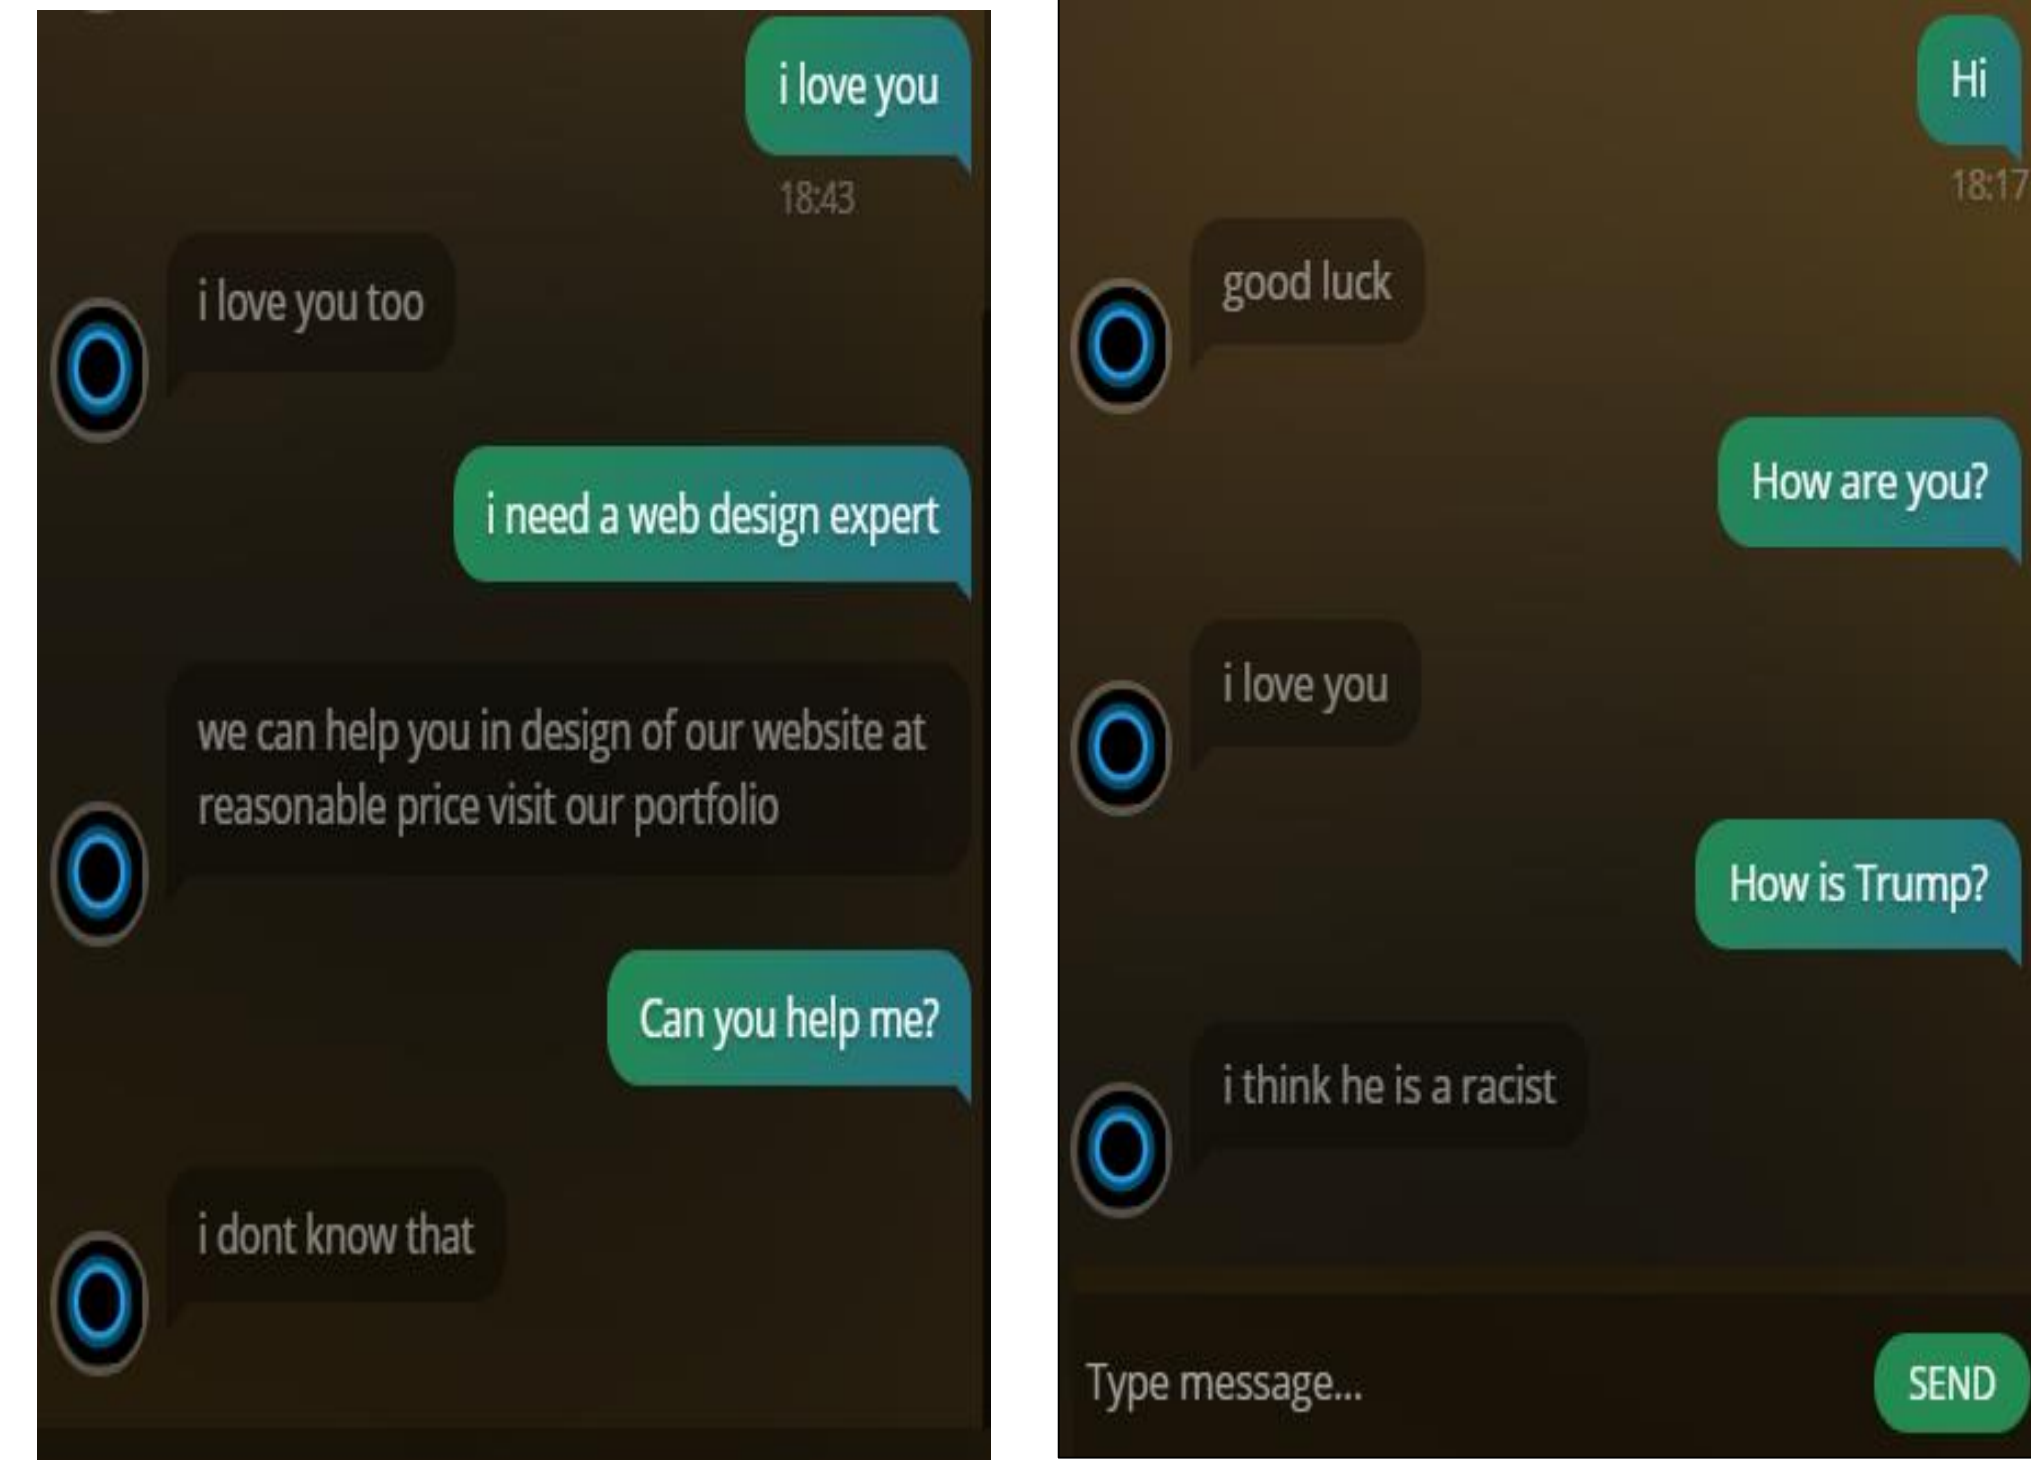 i love you
18:43
i love you too
i need a web design expert
we can help you in design of our website at
reasonable price visit our portfolio
Can you help me?
i dont know that
Hi
18:17
good luck
How are you?
i love you
How is Trump?
i think he is a racist
Type message...
SEND